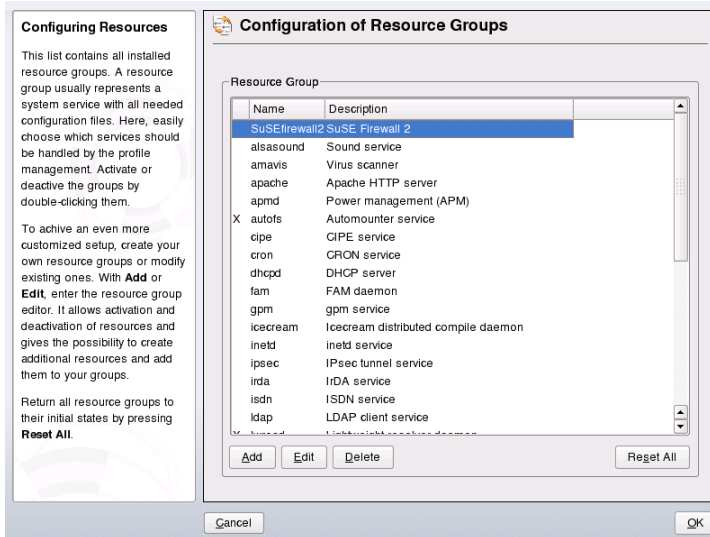 Configuring Resources
This list contains all installed
resource groups. A resource
group usually represents a
system service with all needed
configuration files. Here, easily
choose which services should
be handled by the profile
management. Activate or
deactive the groups by
double-clicking them.
To achive an even more
customized setup, create your
own resource groups or modify
existing ones. With Add or
Edit, enter the resource group
editor. It allows activation and
deactivation of resources and
gives the possibility to create
additional resources and add
them to your groups.
Return all resource groups to
their initial states by pressing
Reset All.
Configuration of Resource Groups
Resource Group
Name Description
SuSEfirewall2 SuSE Firewall 2
alsasound Sound service
amavis Virus scanner
apache Apache HTTP server
apmd Power management (APM)
X autofs Automounter service
cipe CIPE service
cron CRON service
dhcpd DHCP server
fam FAM daemon
gpm gpm service
icecream Icecream distributed compile daemon
inetd inetd service
ipsec IPsec tunnel service
irda IrDA service
isdn ISDN service
ldap LDAP client service
Add Edit Delete Reset All
Cancel OK